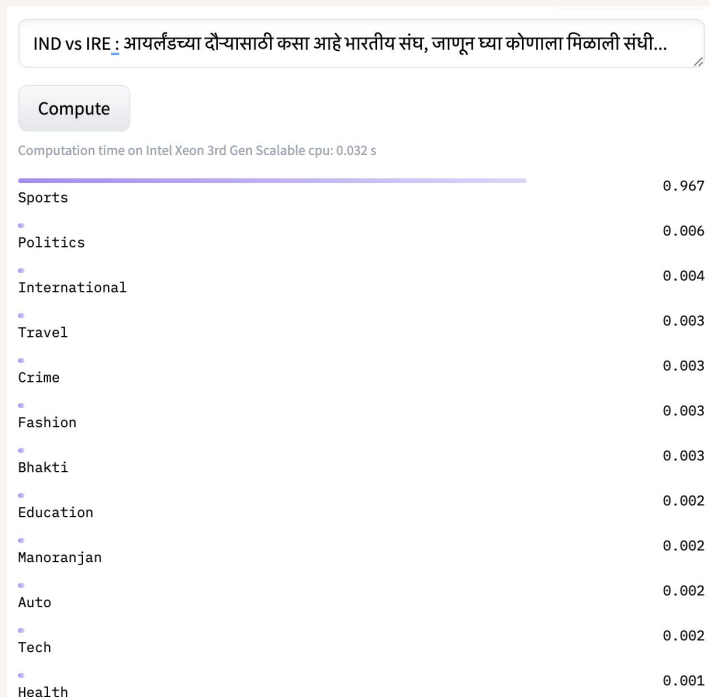 IND vs IRE : आयर्लंडच्या दौऱ्यासाठी कसा आहे भारतीय संघ, जाणून घ्या कोणाला मिळाली संधी...
Compute
Computation time on Intel Xeon 3rd Gen Scalable cpu: 0.032 s
Sports 0.967
Politics 0.006
International 0.004
Travel 0.003
Crime 0.003
Fashion 0.003
Bhakti 0.003
Education 0.002
Manoranjan 0.002
Auto 0.002
Tech 0.002
Health 0.001